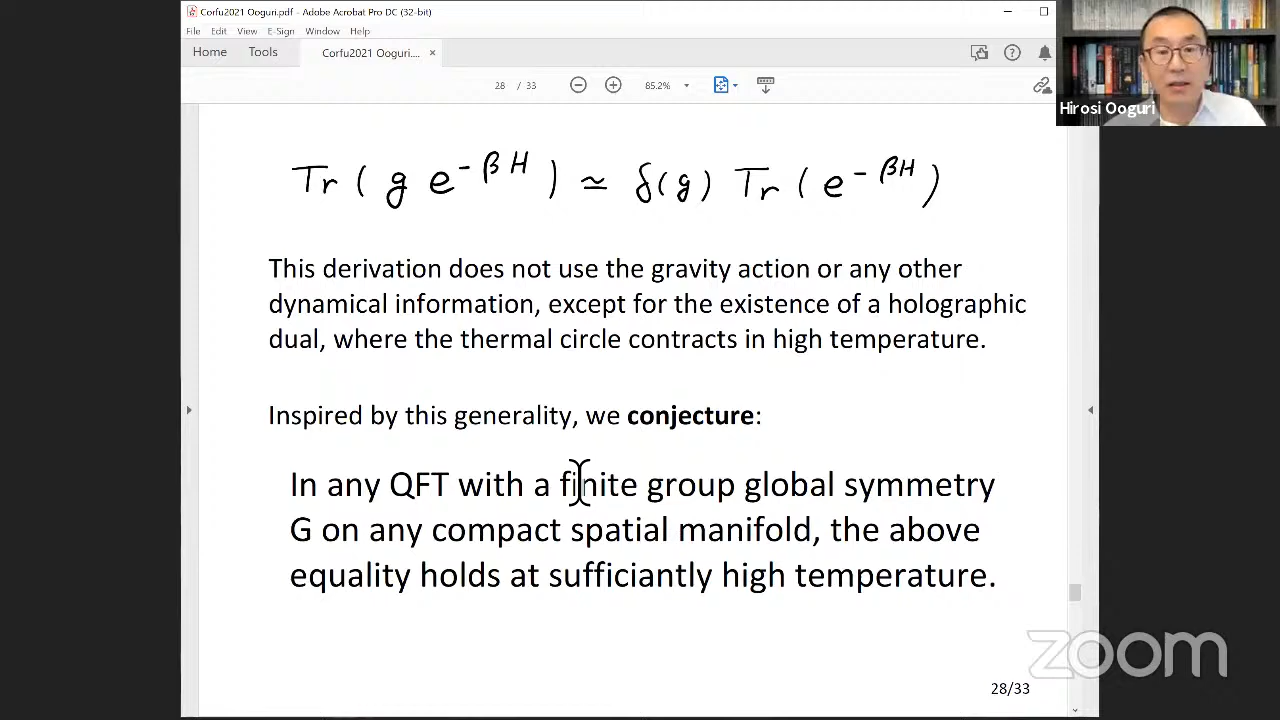 Corfu2021 Ooguri.pdf - Adobe Acrobat Pro DC (32-bit)
File Edit View E-Sign Window Help
Home Tools Corfu2021 Ooguri.... ×
28 / 33 85.2%
Hirosi Ooguri
Tr ( g e^{-βH} ) ≃ δ(g) Tr ( e^{-βH} )
This derivation does not use the gravity action or any other
dynamical information, except for the existence of a holographic
dual, where the thermal circle contracts in high temperature.
Inspired by this generality, we conjecture:
In any QFT with a finite group global symmetry
G on any compact spatial manifold, the above
equality holds at sufficiantly high temperature.
zoom
28/33